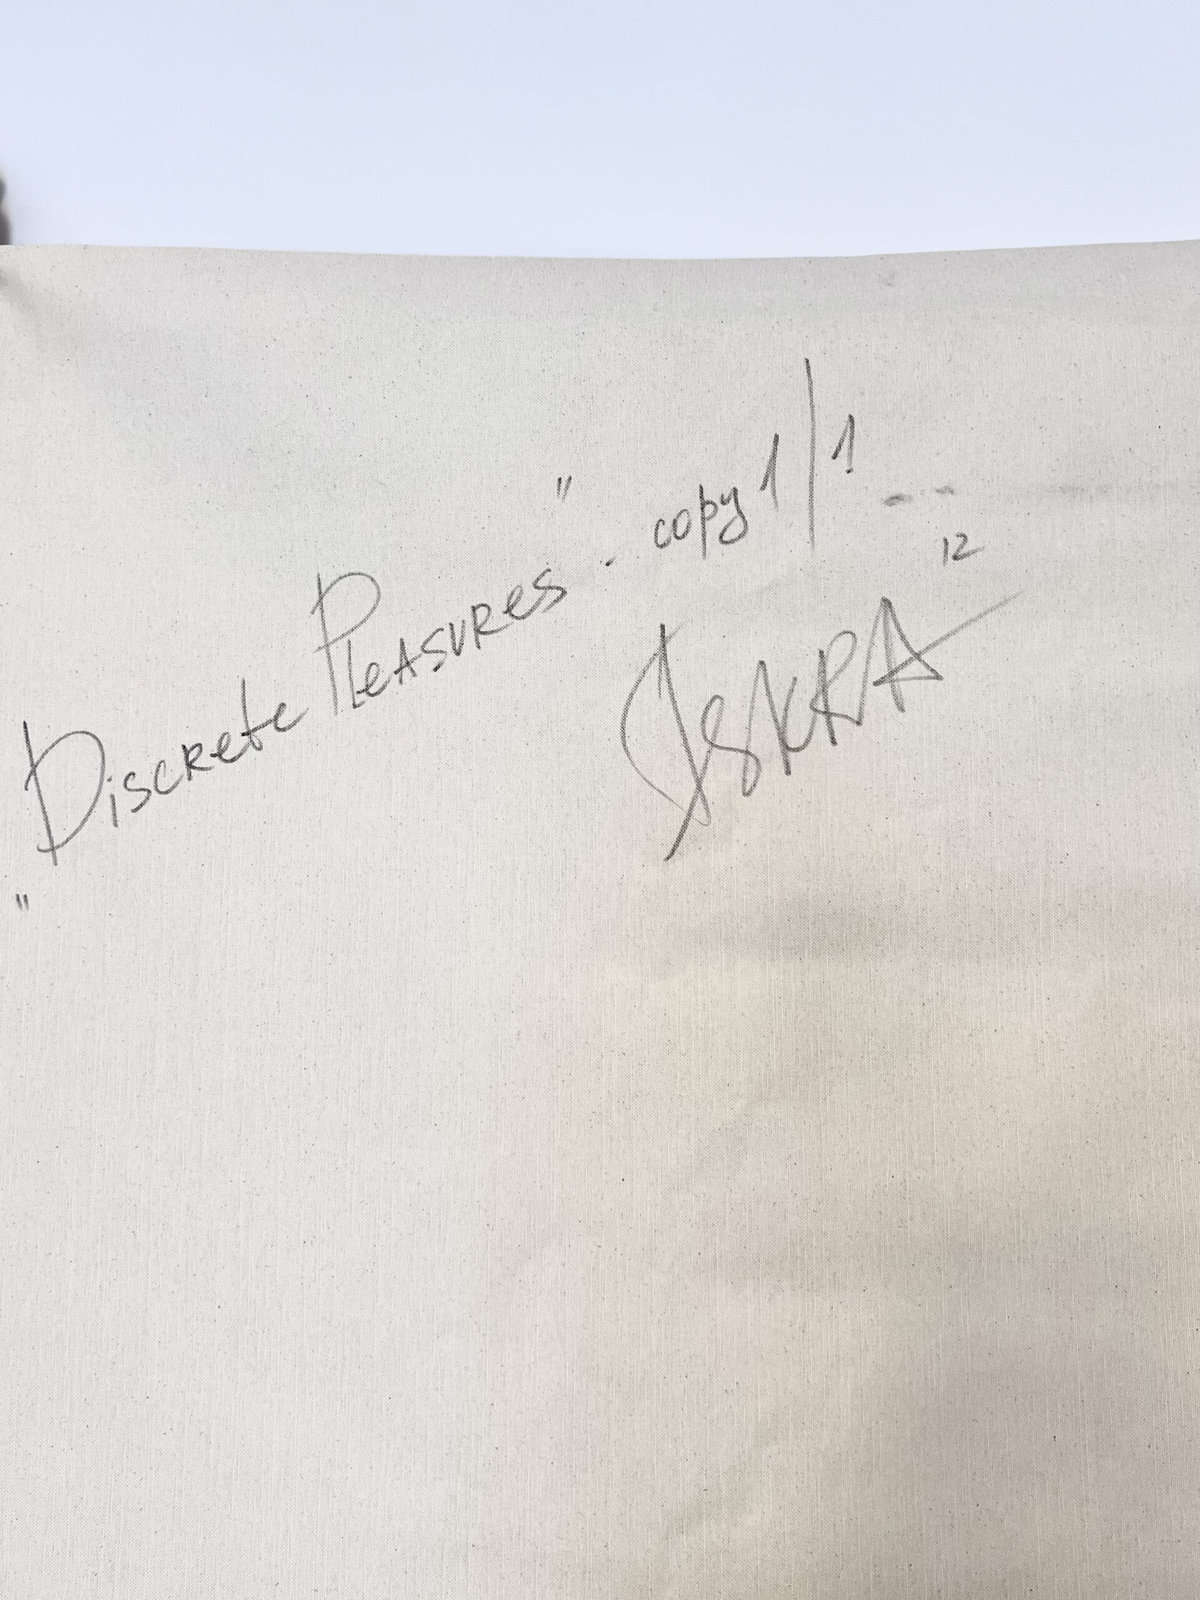 "Discrete Pleasures" - copy 1/1
12
ISKRA